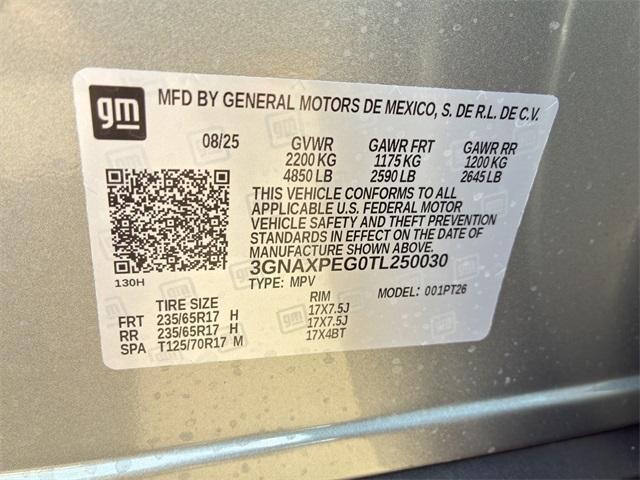 gm
MFD BY GENERAL MOTORS DE MEXICO, S. DE R.L. DE C.V.
08/25 GVWR GAWR FRT GAWR RR
2200 KG 1175 KG 1200 KG
4850 LB 2590 LB 2645 LB
THIS VEHICLE CONFORMS TO ALL
APPLICABLE U.S. FEDERAL MOTOR
VEHICLE SAFETY AND THEFT PREVENTION
STANDARDS IN EFFECT ON THE DATE OF
MANUFACTURE SHOWN ABOVE.
3GNAXPEG0TL250030
130H
TYPE: MPV MODEL: 001PT26
TIRE SIZE RIM
FRT 235/65R17 H 17X7.5J
RR 235/65R17 H 17X7.5J
SPA T125/70R17 M 17X4BT